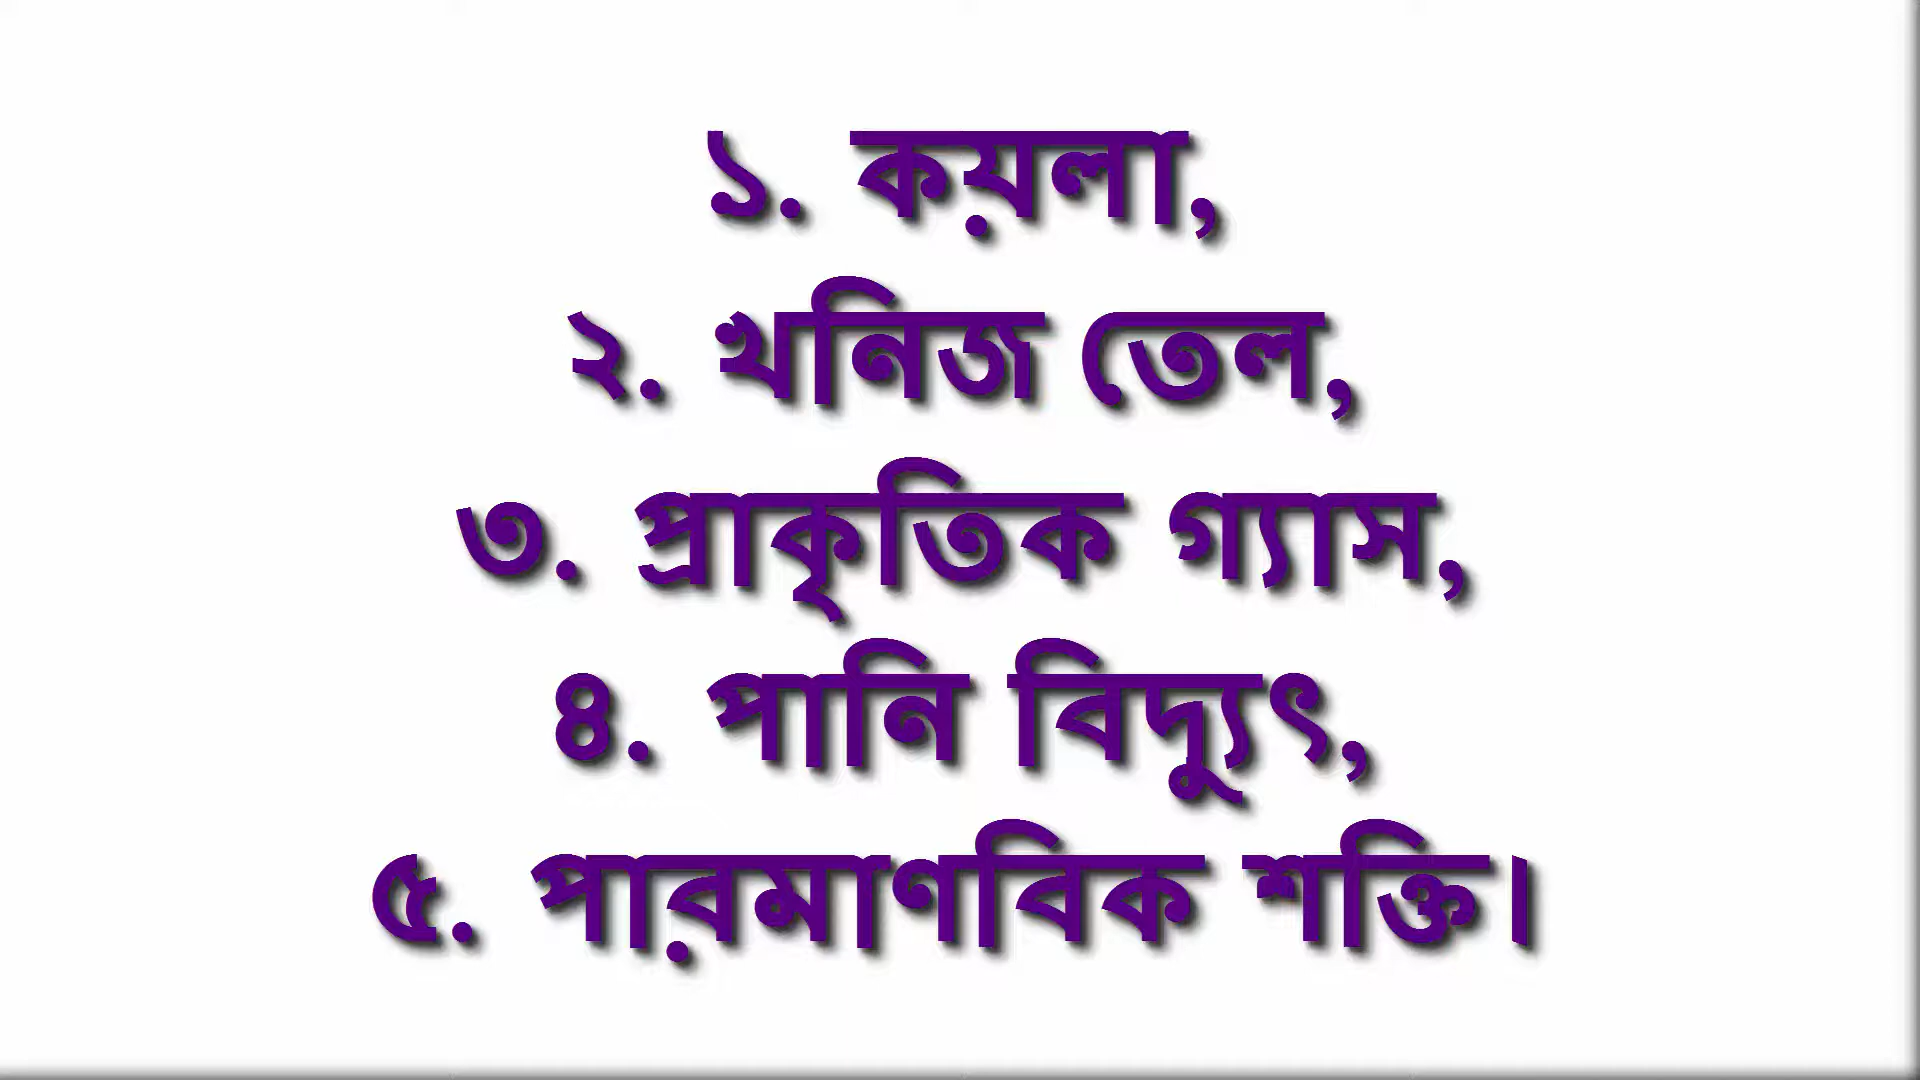 ১. কয়লা,
২. খনিজ তেল,
৩. প্রাকৃতিক গ্যাস,
৪. পানি বিদ্যুৎ,
৫. পারমাণবিক শক্তি।